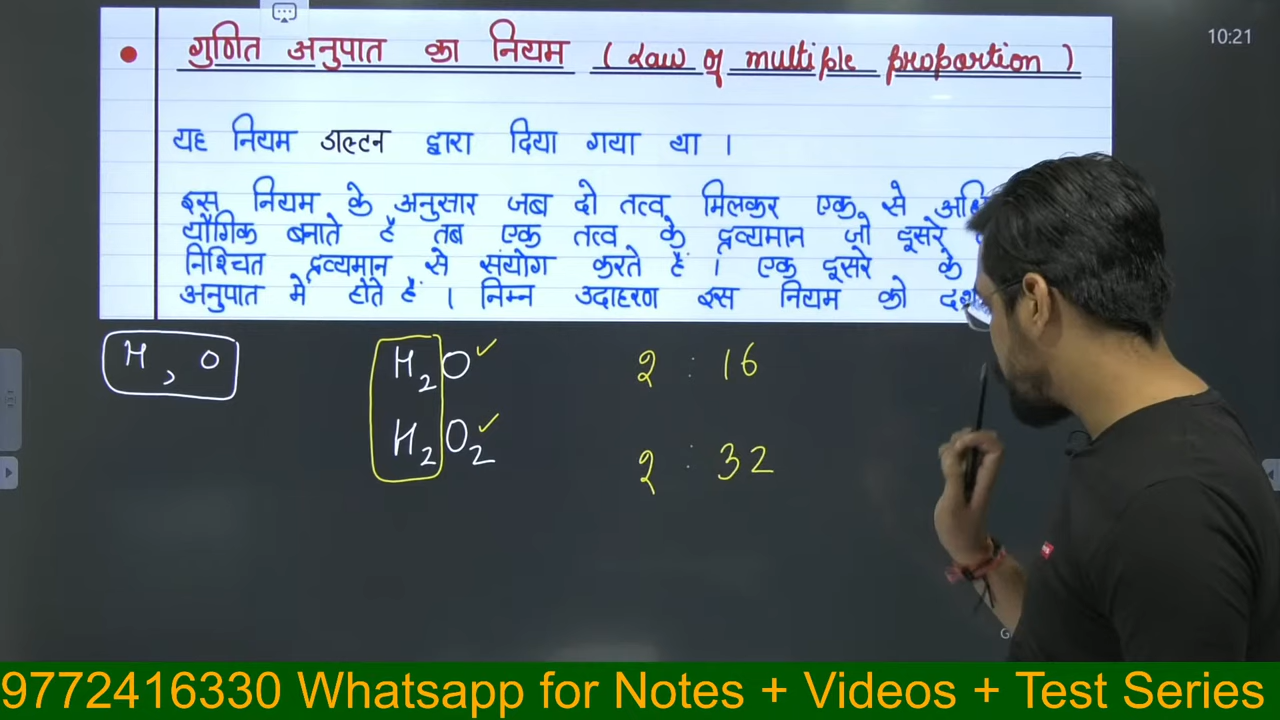 10:21
गुणित अनुपात का नियम ( Law of multiple proportion )
यह नियम डाल्टन द्वारा दिया गया था ।
इस नियम के अनुसार जब दो तत्व मिलकर एक से
यौगिक बनाते है तब एक तत्व के द्रव्यमान जो दूसरे
निश्चित द्रव्यमान से संयोग करते हैं । एक दूसरे के
अनुपात में होते हैं । निम्न उदाहरण इस नियम को
H , O
H₂O ✓ 2 : 16
H₂O₂ ✓ 2 : 32
9772416330 Whatsapp for Notes + Videos + Test Series